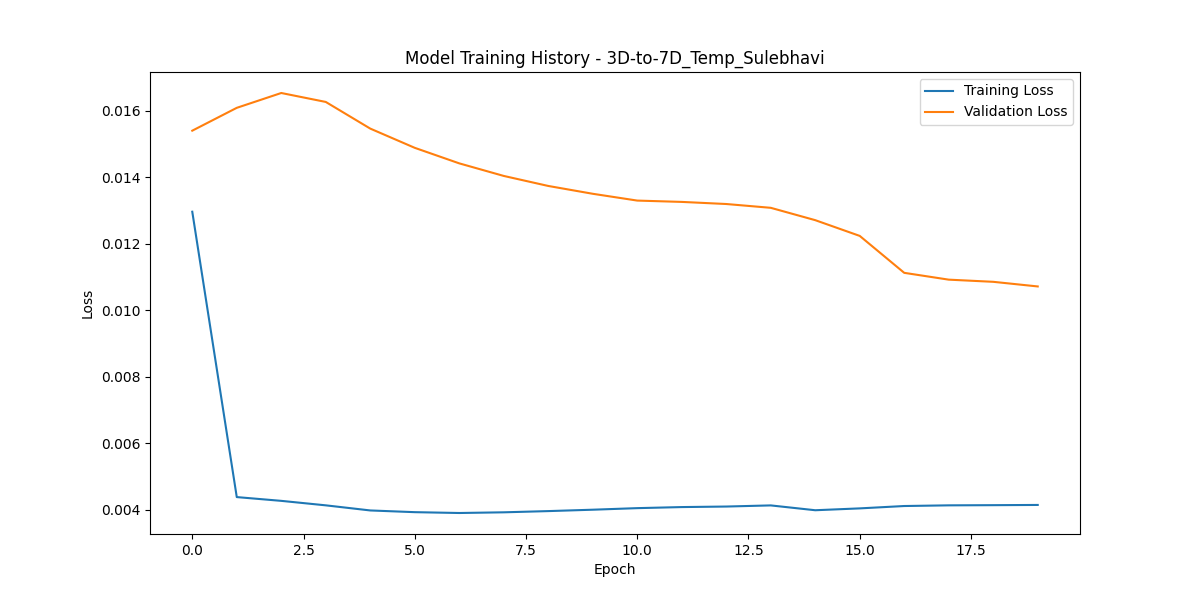 Model Training History - 3D-to-7D_Temp_Sulebhavi
Training Loss
Validation Loss
0.016
0.014
0.012
0.010
0.008
0.006
0.004
Loss
0.0 2.5 5.0 7.5 10.0 12.5 15.0 17.5
Epoch